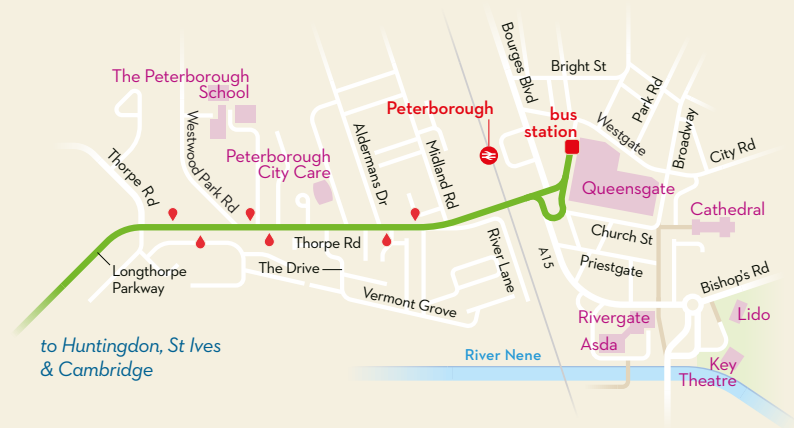 The Peterborough
School
Westwood Park Rd
Thorpe Rd
Peterborough
City Care
Aldermans Dr
Midland Rd
Peterborough
Bourges Blvd
Bright St
bus
station
Westgate
Park Rd
Broadway
City Rd
Queensgate
Cathedral
Church St
Priestgate
Bishop's Rd
Thorpe Rd
The Drive
Vermont Grove
River Lane
A15
Longthorpe
Parkway
Rivergate
Asda
Lido
Key
Theatre
River Nene
to Huntingdon, St Ives
& Cambridge